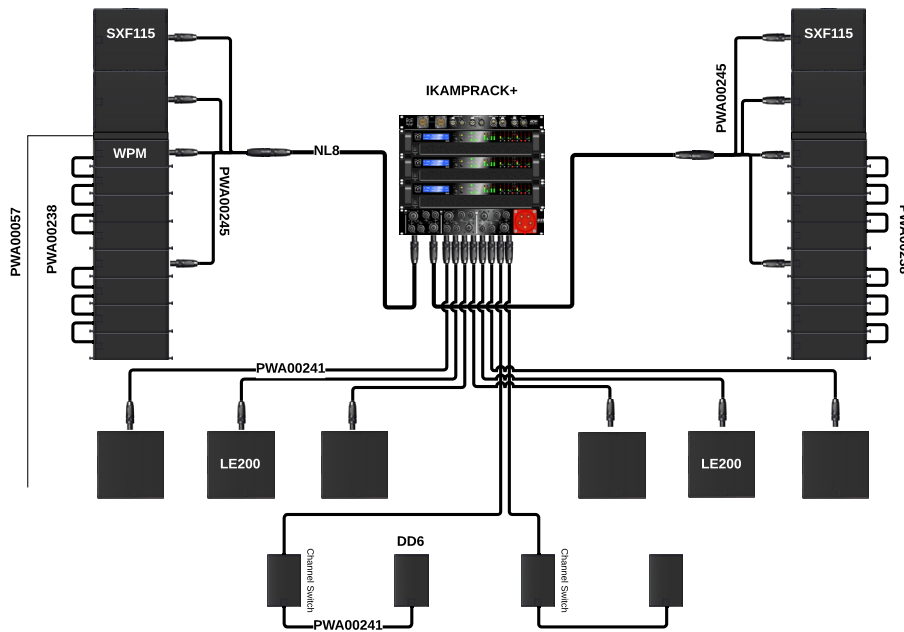 SXF115
SXF115
IKAMPRACK+
PWA00245
NL8
WPM
PWA00245
PWA00057
PWA00238
PWA00241
LE200
LE200
DD6
Channel Switch
Channel Switch
PWA00241